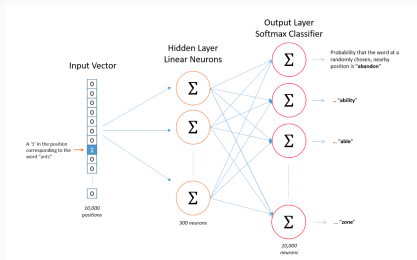 Output Layer
Softmax Classifier
Hidden Layer
Linear Neurons
Input Vector
Probability that the word at a
randomly chosen, nearby
position is "abandon"
0
0
0
0
0
0
0
1
0
0
0
A '1' in the position
corresponding to the
word "ants"
10,000
positions
Σ
Σ
Σ
300 neurons
Σ
Σ
Σ
Σ
10,000
neurons
... "ability"
... "able"
... "zone"